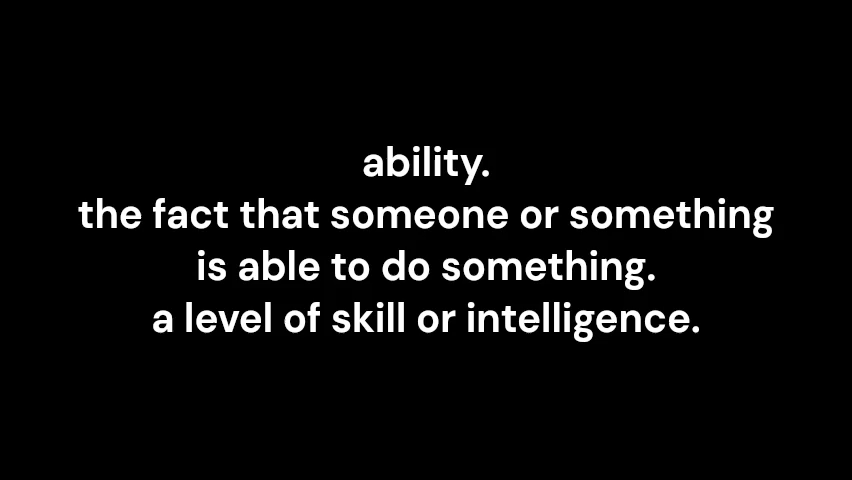 ability.
the fact that someone or something
is able to do something.
a level of skill or intelligence.